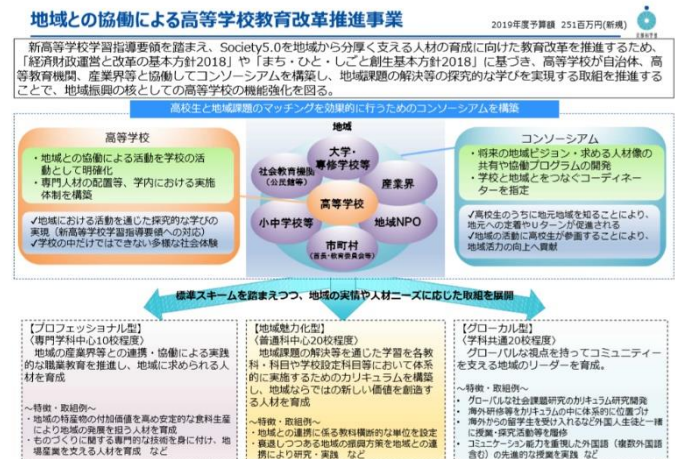 地域との協働による高等学校教育改革推進事業
2019年度予算額 251百万円(新規)
新高等学校学習指導要領を踏まえ、Society5.0を地域から分厚く支える人材の育成に向けた教育改革を推進するため、
「経済財政運営と改革の基本方針2018」や「まち・ひと・しごと創生基本方針2018」に基づき、高等学校が自治体、高
等教育機関、産業界等と協働してコンソーシアムを構築し、地域課題の解決等の探究的な学びを実現する取組を推進するこ
とで、地域振興の核としての高等学校の機能強化を図る。
高校生と地域課題のマッチングを効果的に行うためのコンソーシアムを構築
高等学校
・地域との協働による活動を学校の活
動として明確化
・専門人材の配置等、学内における実施
体制を構築
✓地域における活動を通じた探究的な学びの
実現（新高等学校学習指導要領への対応）
✓学校の中だけではできない多様な社会体験
地域
大学・
専修学校等
社会教育機関
（公民館等）
産業界
高等学校
小中学校等
地域NPO
市町村
（首長・教育委員会等）
コンソーシアム
・将来の地域ビジョン・求める人材像の
共有や協働プログラムの開発
・学校と地域とをつなぐコーディネー
ターを指定
✓高校生のうちに地元地域を知ることにより、
地元への定着やUターンが促進される
✓地域の活動に高校生が参画することにより、
地域活力の向上へ貢献
標準スキームを踏まえつつ、地域の実情や人材ニーズに応じた取組を展開
【プロフェッショナル型】
（専門学科中心10校程度）
地域の産業界等との連携・協働による実践
的な職業教育を推進し、地域に求められる人
材を育成
～特徴・取組例～
・地域の特産物の付加価値を高め安定的な食料生産
により地域の発展を担う人材を育成
・ものづくりに関する専門的な技術を身に付け、地
場産業を支える人材を育成 など
【地域魅力化型】
（普通科中心20校程度）
地域課題の解決等を通じた学習を各教
科・科目や学校設定科目等において体系
的に実施するためのカリキュラムを構築
し、地域ならではの新しい価値を創造す
る人材を育成
～特徴・取組例～
・地域との連携に係る教科横断的な単位を設定
・衰退しつつある地域の振興方策を地域との連
携により研究・実践 など
【グローカル型】
（学科共通20校程度）
グローバルな視点を持ってコミュニティー
を支える地域のリーダーを育成。
～特徴・取組例～
・グローバルな社会課題研究のカリキュラム研究開発
・海外研修等をカリキュラムの中に体系的に位置づけ
・海外からの留学生を受け入れるなど外国人生徒と一緒
に授業・探究活動等を履修
・コミュニケーション能力を重視した外国語（複数外国語
含む）の先進的な授業を実践 など